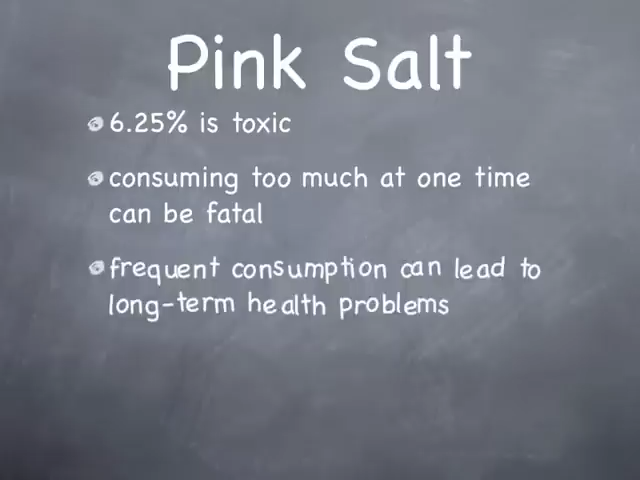 Pink Salt
6.25% is toxic
consuming too much at one time
can be fatal
frequent consumption can lead to
long-term health problems